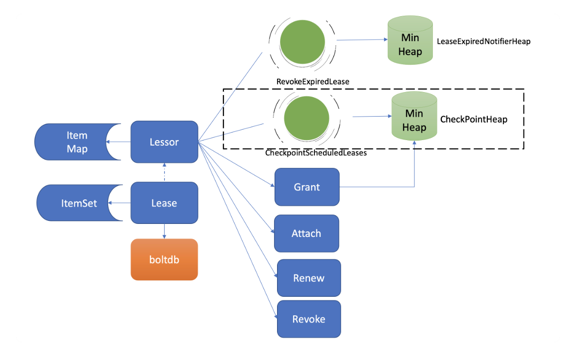 Min
Heap
LeaseExpiredNotifierHeap
RevokeExpiredLease
Min
Heap
CheckPointHeap
CheckpointScheduledLeases
Item
Map
Lessor
Grant
ItemSet
Lease
Attach
boltdb
Renew
Revoke